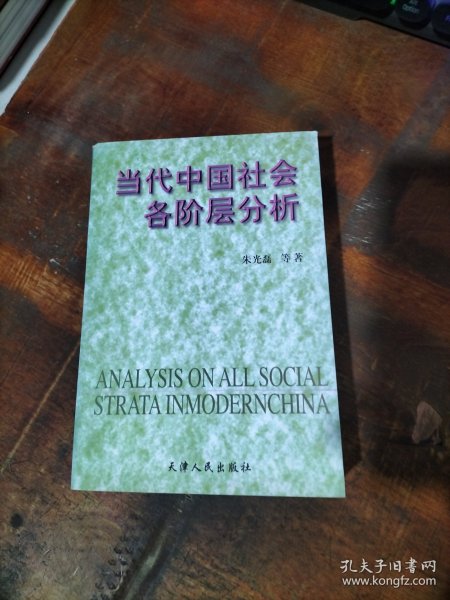 当代中国社会
各阶层分析
朱光磊 等著
ANALYSIS ON ALL SOCIAL
STRATA INMODERNCHINA
天津人民出版社
孔夫子旧书网
www.kongfz.com